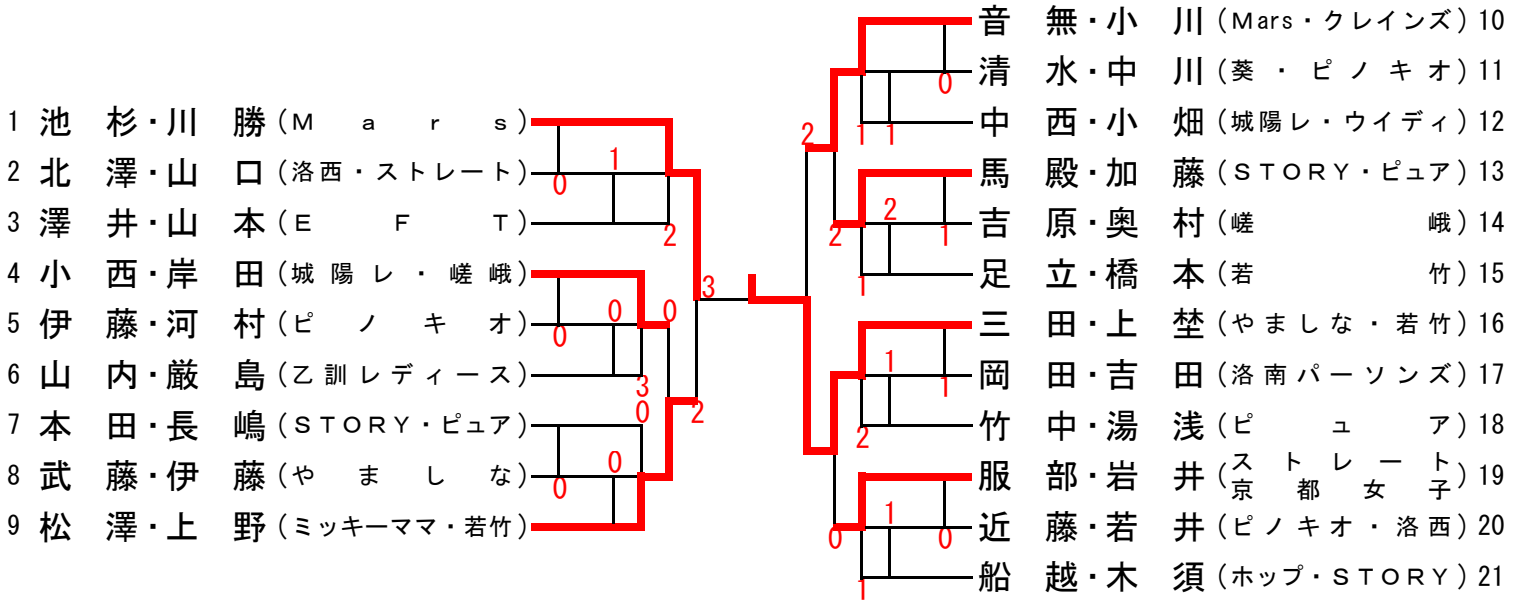 1 池 杉・川 勝 (Mars)
2 北 澤・山 口 (洛西・ストレート)
3 澤 井・山 本 (EFT)
4 小 西・岸 田 (城陽レ・嵯峨)
5 伊 藤・河 村 (ピノキオ)
6 山 内・厳 島 (乙訓レディース)
7 本 田・長 嶋 (STORY・ピュア)
8 武 藤・伊 藤 (やましな)
9 松 澤・上 野 (ミッキーママ・若竹)
0
1
2
0
0
0
3
0
0
0
2
3
音 無・小 川 (Mars・クレインズ) 10
清 水・中 川 (葵・ピノキオ) 11
中 西・小 畑 (城陽レ・ウイディ) 12
馬 殿・加 藤 (STORY・ピュア) 13
吉 原・奥 村 (嵯峨) 14
足 立・橋 本 (若竹) 15
三 田・上 埜 (やましな・若竹) 16
岡 田・吉 田 (洛南パーソンズ) 17
竹 中・湯 浅 (ピュア) 18
服 部・岩 井 (ストレート 京都女子) 19
近 藤・若 井 (ピノキオ・洛西) 20
船 越・木 須 (ホップ・STORY) 21
0
2
1 1
2
2
1
1
1
1
2
1
0
0
1